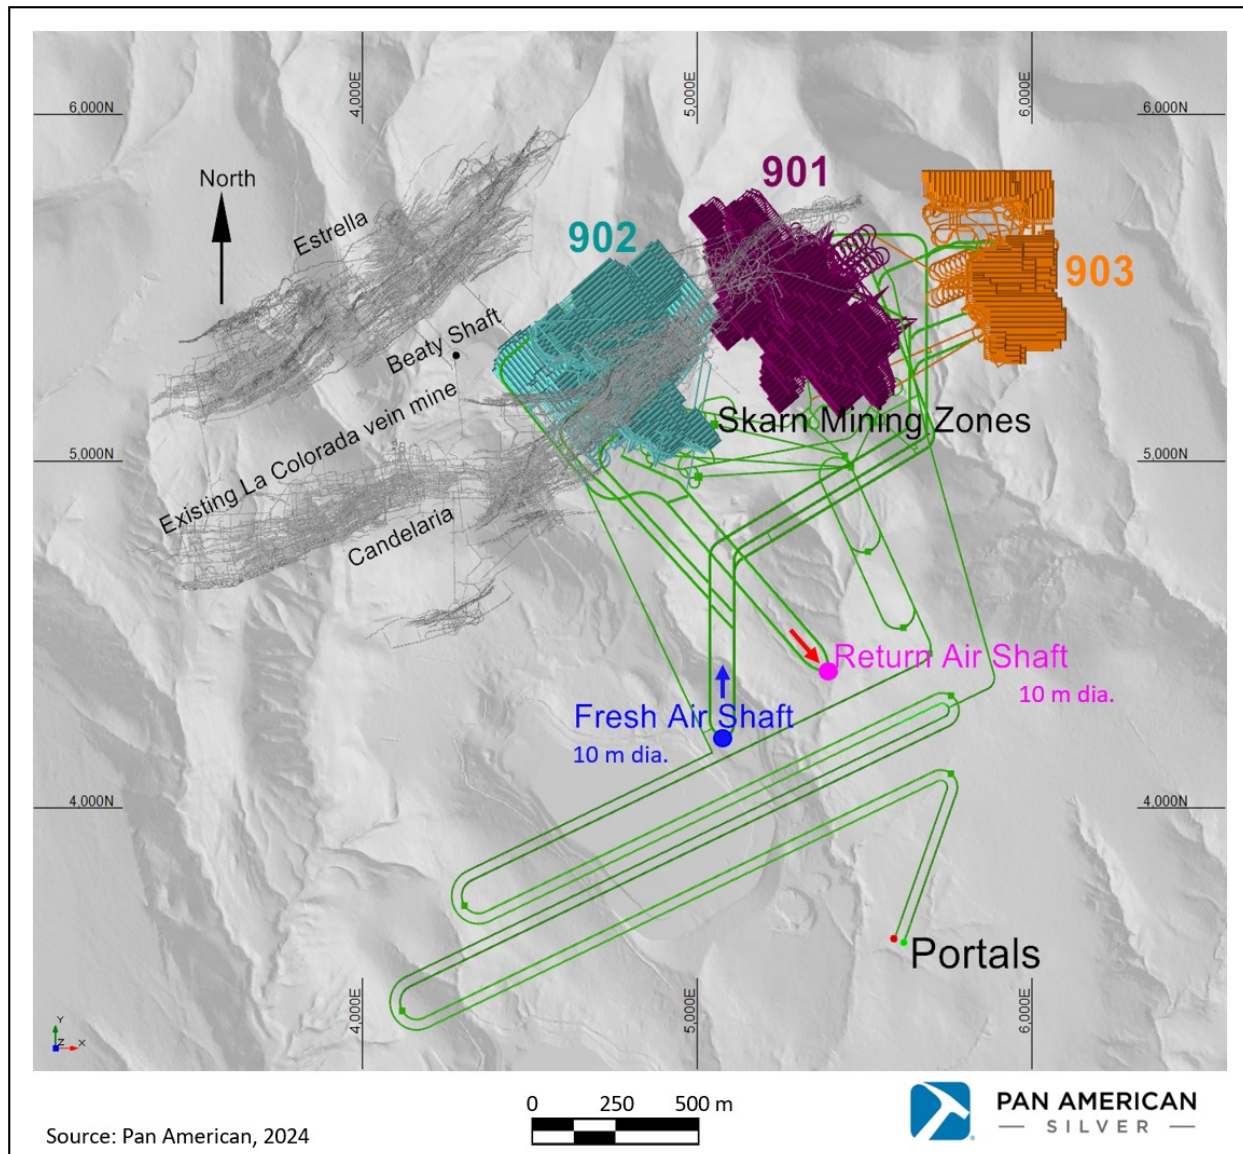 4,000E
5,000E
6,000E
6,000N
6,000N
North
901
Estrella
902
903
Beaty Shaft
Existing La Colorada vein mine
Skarn Mining Zones
5,000N
5,000N
Candelaria
Return Air Shaft
10 m dia.
Fresh Air Shaft
10 m dia.
4,000N
4,000N
Portals
4,000E
5,000E
6,000E
Y
Z
X
0 250 500 m
PAN AMERICAN
— SILVER —
Source: Pan American, 2024